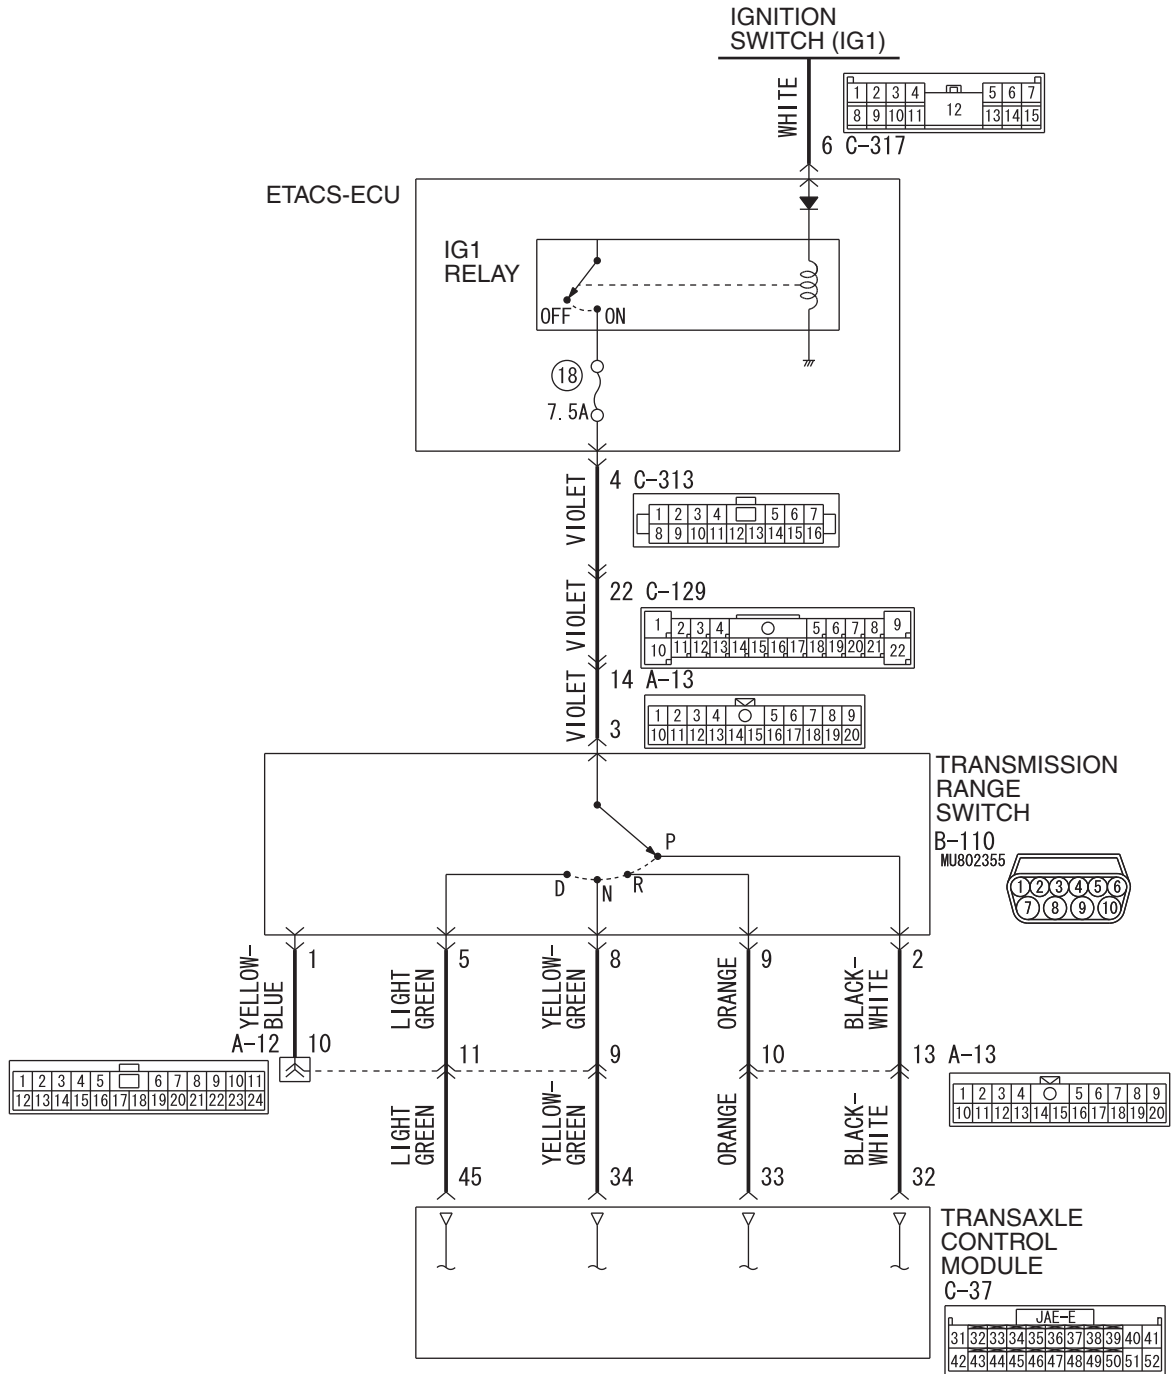 IGNITION
SWITCH (IG1)
WHITE
1 2 3 4 5 6 7
12
8 9 10 11 13 14 15
6 C-317
ETACS-ECU
IG1
RELAY
OFF ON
18
7.5A
4 C-313
VIOLET
1 2 3 4 5 6 7
8 9 10 11 12 13 14 15 16
22 C-129
VIOLET
1 2 3 4 5 6 7 8 9
10 11 12 13 14 15 16 17 18 19 20 21 22
14 A-13
VIOLET
3
1 2 3 4 5 6 7 8 9
10 11 12 13 14 15 16 17 18 19 20
TRANSMISSION
RANGE
SWITCH
B-110
MU802355
1 2 3 4 5 6
7 8 9 10
P
D N R
1 5 8 9 2
YELLOW-
BLUE
LIGHT
GREEN
YELLOW-
GREEN
ORANGE
BLACK-
WHITE
A-12 10 11 9 10 13 A-13
1 2 3 4 5 6 7 8 9 10 11
12 13 14 15 16 17 18 19 20 21 22 23 24
1 2 3 4 5 6 7 8 9
10 11 12 13 14 15 16 17 18 19 20
LIGHT
GREEN
YELLOW-
GREEN
ORANGE
BLACK-
WHITE
45 34 33 32
TRANSAXLE
CONTROL
MODULE
C-37
JAE-E
31 32 33 34 35 36 37 38 39 40 41
42 43 44 45 46 47 48 49 50 51 52